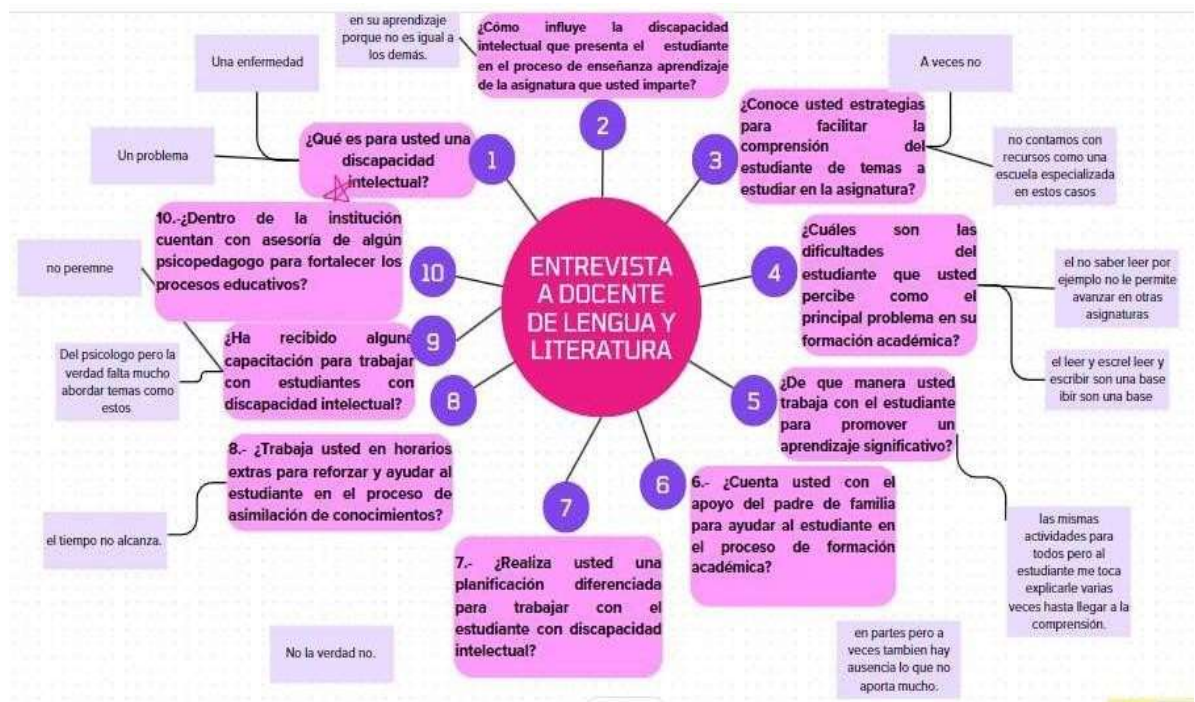 en su aprendizaje
porque no es igual a
los demás.
¿Cómo influye la discapacidad
intelectual que presenta el estudiante
en el proceso de enseñanza aprendizaje
de la asignatura que usted imparte?
2
Una enfermedad
Un problema
¿Qué es para usted una
discapacidad
intelectual?
1
A veces no
¿Conoce usted estrategias
para facilitar la
comprensión del
estudiante de temas a
estudiar en la asignatura?
3
no contamos con
recursos como una
escuela especializada
en estos casos
10.-¿Dentro de la institución
cuentan con asesoría de algún
psicopedagogo para fortalecer los
procesos educativos?
10
no peremne
ENTREVISTA
A DOCENTE
DE LENGUA Y
LITERATURA
¿Cuáles son las
dificultades del
estudiante que usted
percibe como el
principal problema en su
formación académica?
4
el no saber leer por
ejemplo no le permite
avanzar en otras
asignaturas
el leer y escrel leer y
escribir son una base
ibir son una base
¿Ha recibido alguna
capacitación para trabajar
con estudiantes con
discapacidad intelectual?
9
Del psicologo pero la
verdad falta mucho
abordar temas como
estos
8
8.- ¿Trabaja usted en horarios
extras para reforzar y ayudar al
estudiante en el proceso de
asimilación de conocimientos?
el tiempo no alcanza.
5
¿De que manera usted
trabaja con el estudiante
para promover un
aprendizaje significativo?
las mismas
actividades para
todos pero al
estudiante me toca
explicarle varias
veces hasta llegar a la
comprensión.
6
6.- ¿Cuenta usted con el
apoyo del padre de familia
para ayudar al estudiante en
el proceso de formación
académica?
en partes pero a
veces tambien hay
ausencia lo que no
aporta mucho.
7
7.- ¿Realiza usted una
planificación diferenciada
para trabajar con el
estudiante con discapacidad
intelectual?
No la verdad no.